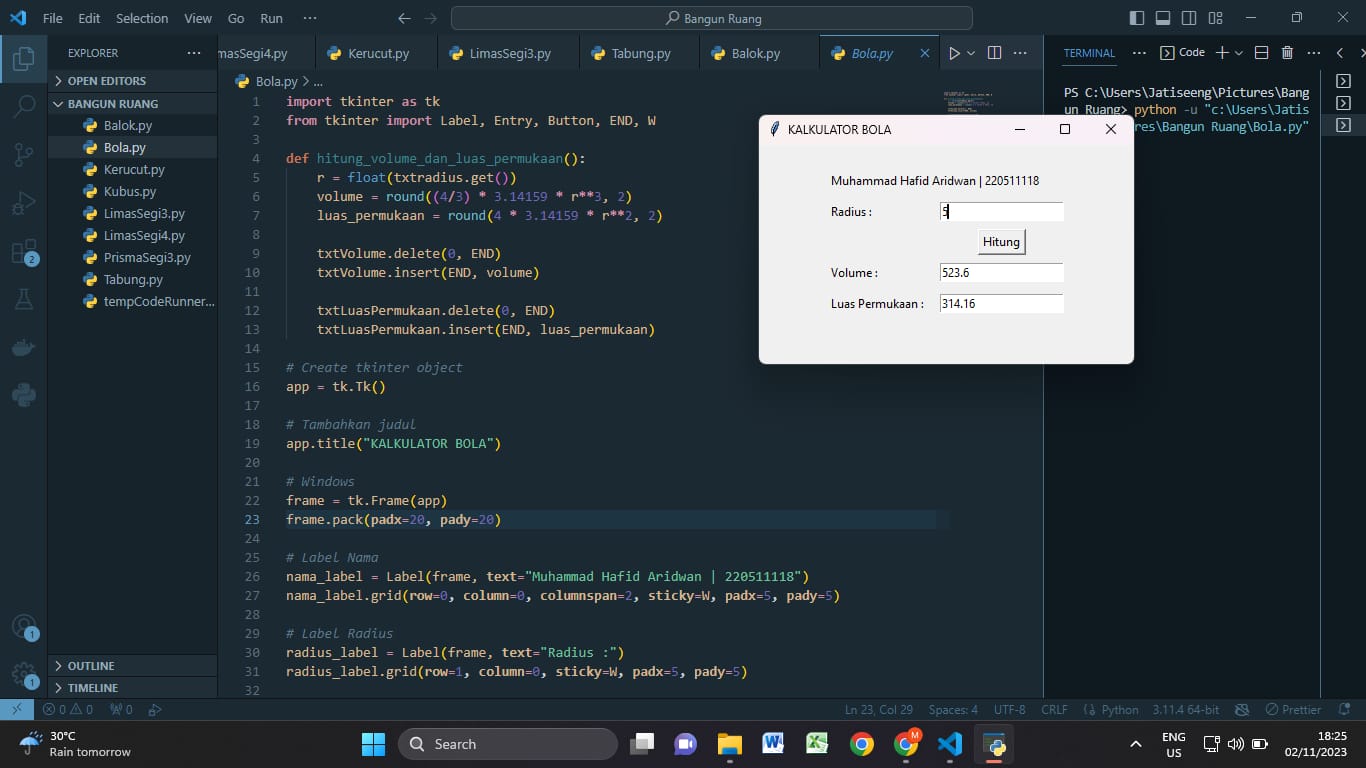 File Edit Selection View Go Run ···
Bangun Ruang
EXPLORER
OPEN EDITORS
BANGUN RUANG
Balok.py
Bola.py
Kerucut.py
Kubus.py
LimasSegi3.py
LimasSegi4.py
PrismaSegi3.py
Tabung.py
tempCodeRunner...
OUTLINE
TIMELINE
2
1
1
imasSegi4.py Kerucut.py LimasSegi3.py Tabung.py Balok.py Bola.py
Bola.py > ...
1 import tkinter as tk
2 from tkinter import Label, Entry, Button, END, W
3
4 def hitung_volume_dan_luas_permukaan():
5 r = float(txtradius.get())
6 volume = round((4/3) * 3.14159 * r**3, 2)
7 luas_permukaan = round(4 * 3.14159 * r**2, 2)
8
9 txtVolume.delete(0, END)
10 txtVolume.insert(END, volume)
11
12 txtLuasPermukaan.delete(0, END)
13 txtLuasPermukaan.insert(END, luas_permukaan)
14
15 # Create tkinter object
16 app = tk.Tk()
17
18 # Tambahkan judul
19 app.title("KALKULATOR BOLA")
20
21 # Windows
22 frame = tk.Frame(app)
23 frame.pack(padx=20, pady=20)
24
25 # Label Nama
26 nama_label = Label(frame, text="Muhammad Hafid Aridwan | 220511118")
27 nama_label.grid(row=0, column=0, columnspan=2, sticky=W, padx=5, pady=5)
28
29 # Label Radius
30 radius_label = Label(frame, text="Radius :")
31 radius_label.grid(row=1, column=0, sticky=W, padx=5, pady=5)
32
KALKULATOR BOLA
Muhammad Hafid Aridwan | 220511118
Radius : 5
Hitung
Volume : 523.6
Luas Permukaan : 314.16
TERMINAL ··· Code
PS C:\Users\Jatiseeng\Pictures\Bang
un Ruang> python -u "c:\Users\Jatis
res\Bangun Ruang\Bola.py"
0 0 0 Ln 23, Col 29 Spaces: 4 UTF-8 CRLF Python 3.11.4 64-bit Prettier
30°C
Rain tomorrow
Search
M
ENG
US
18:25
02/11/2023